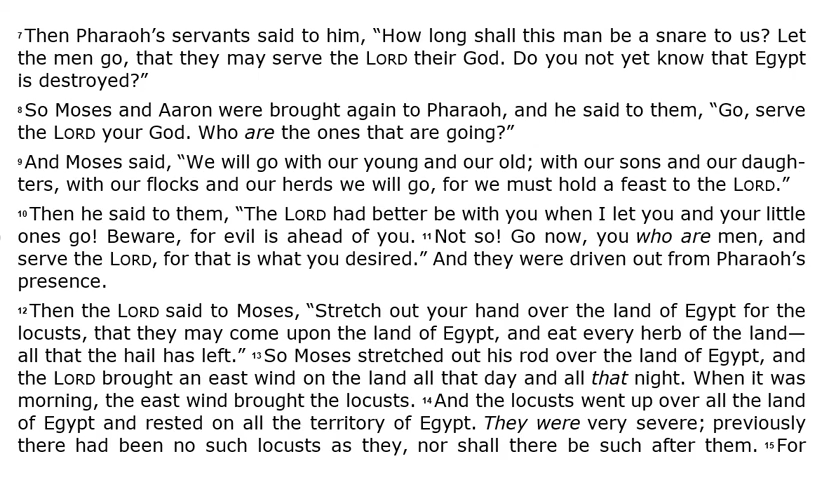 7Then Pharaoh’s servants said to him, “How long shall this man be a snare to us? Let
the men go, that they may serve the LORD their God. Do you not yet know that Egypt
is destroyed?”
8So Moses and Aaron were brought again to Pharaoh, and he said to them, “Go, serve
the LORD your God. Who are the ones that are going?”
9And Moses said, “We will go with our young and our old; with our sons and our daugh-
ters, with our flocks and our herds we will go, for we must hold a feast to the LORD.”
10Then he said to them, “The LORD had better be with you when I let you and your little
ones go! Beware, for evil is ahead of you. 11Not so! Go now, you who are men, and
serve the LORD, for that is what you desired.” And they were driven out from Pharaoh’s
presence.
12Then the LORD said to Moses, “Stretch out your hand over the land of Egypt for the
locusts, that they may come upon the land of Egypt, and eat every herb of the land—
all that the hail has left.” 13So Moses stretched out his rod over the land of Egypt, and
the LORD brought an east wind on the land all that day and all that night. When it was
morning, the east wind brought the locusts. 14And the locusts went up over all the land
of Egypt and rested on all the territory of Egypt. They were very severe; previously
there had been no such locusts as they, nor shall there be such after them. 15For